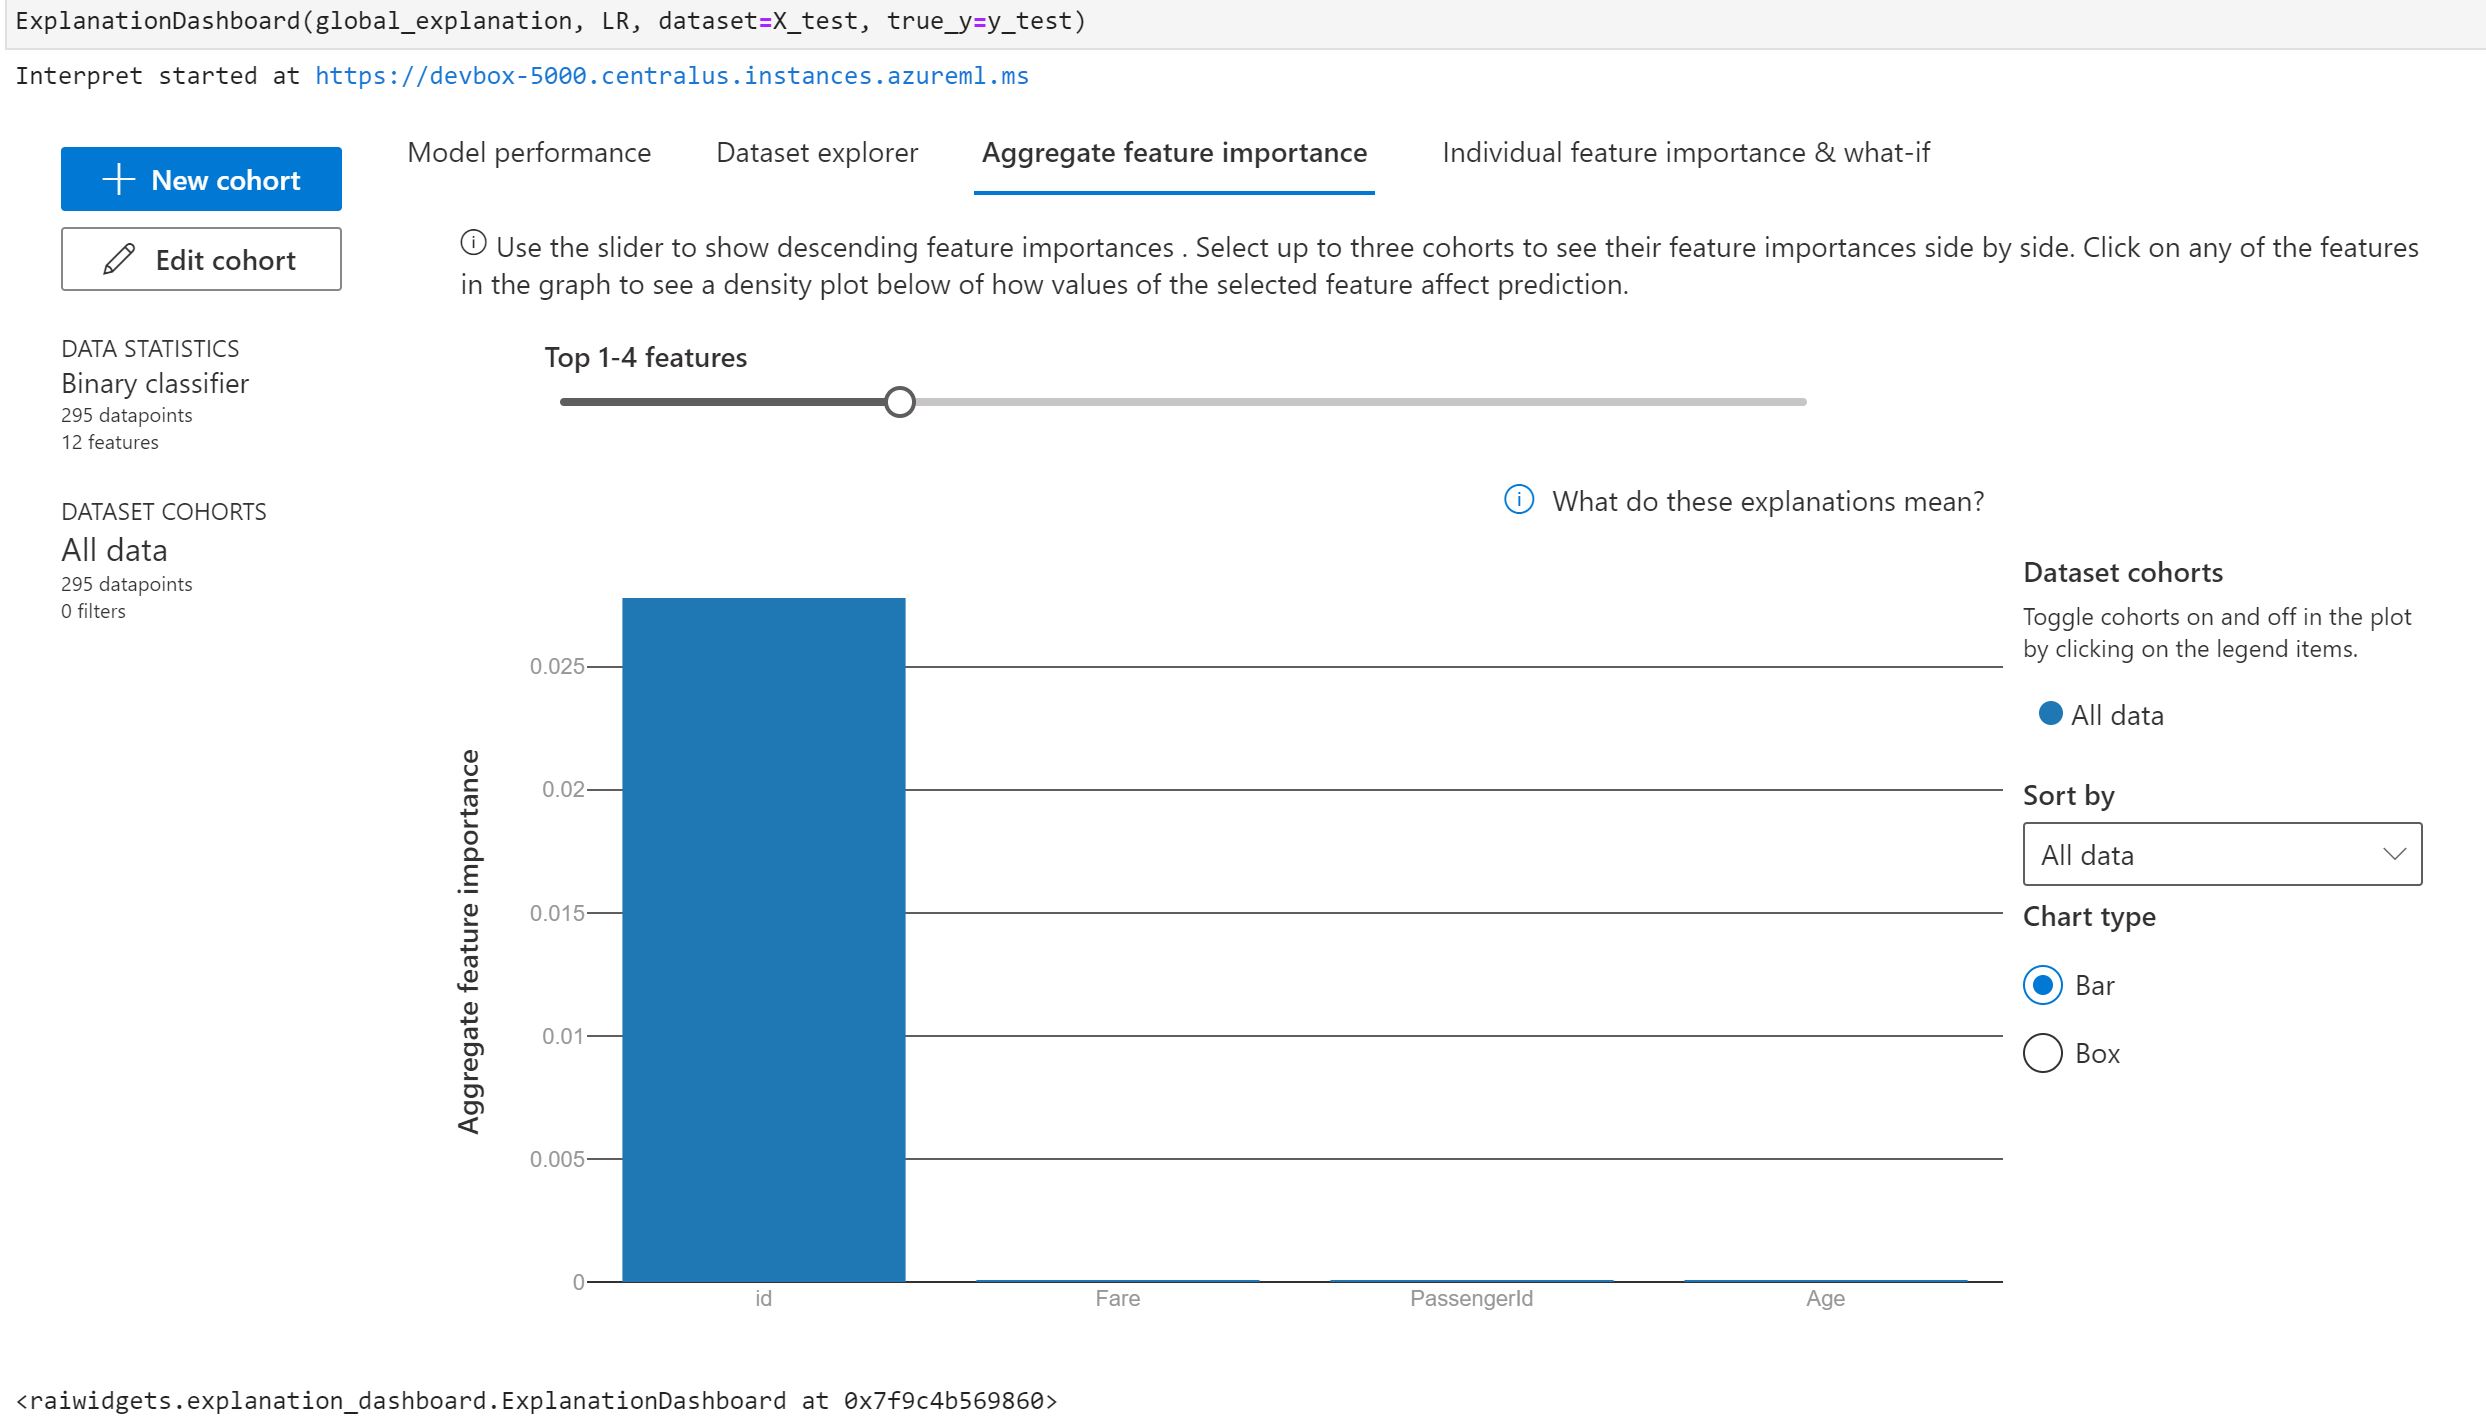 ExplanationDashboard(global_explanation, LR, dataset=X_test, true_y=y_test)
Interpret started at https://devbox-5000.centralus.instances.azureml.ms
New cohort
Edit cohort
DATA STATISTICS
Binary classifier
295 datapoints
12 features
DATASET COHORTS
All data
295 datapoints
0 filters
Model performance
Dataset explorer
Aggregate feature importance
Individual feature importance & what-if
Use the slider to show descending feature importances . Select up to three cohorts to see their feature importances side by side. Click on any of the features
in the graph to see a density plot below of how values of the selected feature affect prediction.
Top 1-4 features
What do these explanations mean?
Aggregate feature importance
0.025
0.02
0.015
0.01
0.005
0
id
Fare
PassengerId
Age
Dataset cohorts
Toggle cohorts on and off in the plot
by clicking on the legend items.
All data
Sort by
All data
Chart type
Bar
Box
<raiwidgets.explanation_dashboard.ExplanationDashboard at 0x7f9c4b569860>